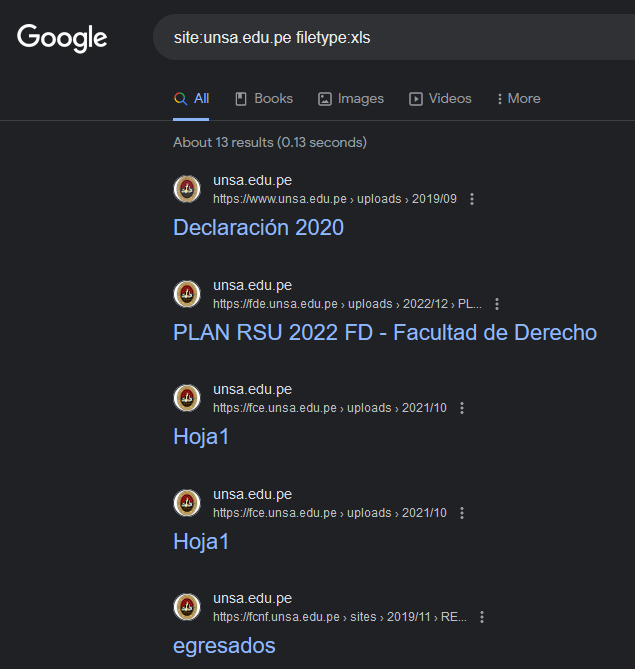 Google
site:unsa.edu.pe filetype:xls
All Books Images Videos More
About 13 results (0.13 seconds)
unsa.edu.pe
https://www.unsa.edu.pe › uploads › 2019/09
Declaración 2020
unsa.edu.pe
https://fde.unsa.edu.pe › uploads › 2022/12 › PL...
PLAN RSU 2022 FD - Facultad de Derecho
unsa.edu.pe
https://fce.unsa.edu.pe › uploads › 2021/10
Hoja1
unsa.edu.pe
https://fce.unsa.edu.pe › uploads › 2021/10
Hoja1
unsa.edu.pe
https://fcnf.unsa.edu.pe › sites › 2019/11 › RE...
egresados